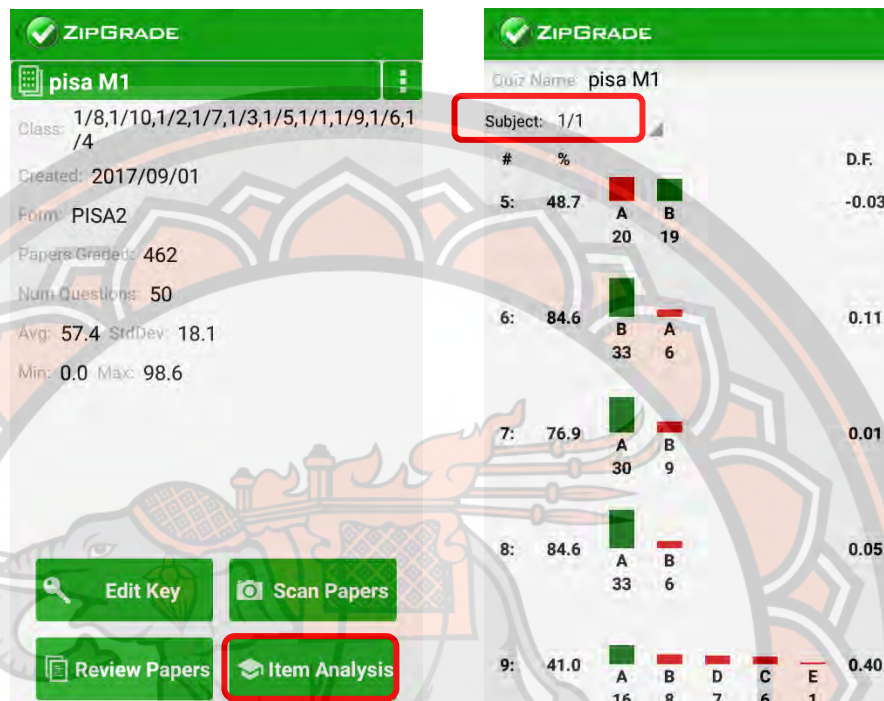 ZIPGRADE
pisa M1
Class: 1/8,1/10,1/2,1/7,1/3,1/5,1/1,1/9,1/6,1
/4
Created: 2017/09/01
Form: PISA2
Papers Graded: 462
Num Questions: 50
Avg: 57.4 StdDev: 18.1
Min: 0.0 Max: 98.6
Edit Key
Scan Papers
Review Papers
Item Analysis
ZIPGRADE
Quiz Name: pisa M1
Subject: 1/1
# % D.F.
5: 48.7 A B -0.03
20 19
6: 84.6 B A 0.11
33 6
7: 76.9 A B 0.01
30 9
8: 84.6 A B 0.05
33 6
9: 41.0 A B D C E 0.40
16 8 7 6 1